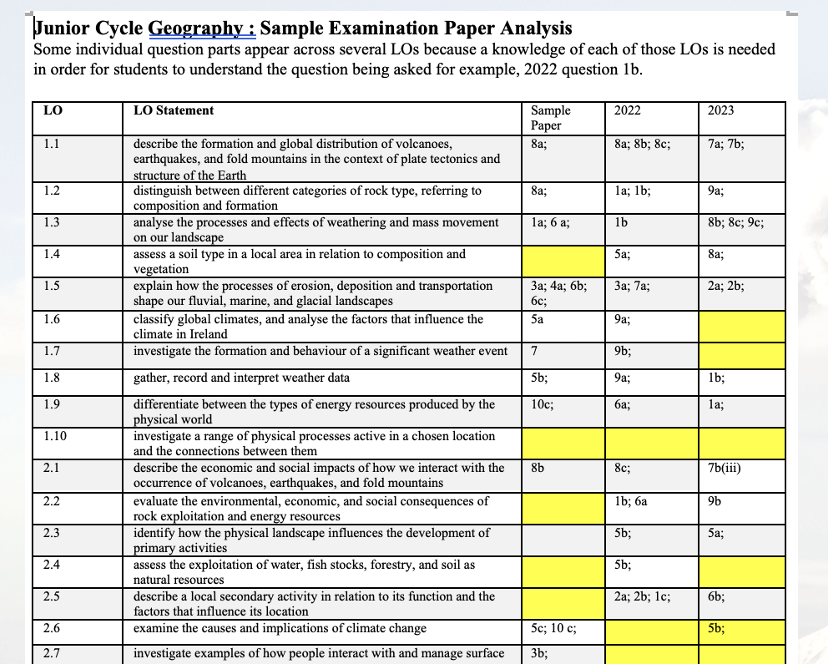 Junior Cycle Geography : Sample Examination Paper Analysis
Some individual question parts appear across several LOs because a knowledge of each of those LOs is needed
in order for students to understand the question being asked for example, 2022 question 1b.
LO LO Statement Sample Paper 2022 2023
1.1 describe the formation and global distribution of volcanoes, 8a; 8a; 8b; 8c; 7a; 7b;
earthquakes, and fold mountains in the context of plate tectonics and
structure of the Earth
1.2 distinguish between different categories of rock type, referring to 8a; 1a; 1b; 9a;
composition and formation
1.3 analyse the processes and effects of weathering and mass movement 1a; 6 a; 1b 8b; 8c; 9c;
on our landscape
1.4 assess a soil type in a local area in relation to composition and 5a; 8a;
vegetation
1.5 explain how the processes of erosion, deposition and transportation 3a; 4a; 6b; 3a; 7a; 2a; 2b;
shape our fluvial, marine, and glacial landscapes 6c;
1.6 classify global climates, and analyse the factors that influence the 5a 9a;
climate in Ireland
1.7 investigate the formation and behaviour of a significant weather event 7 9b;
1.8 gather, record and interpret weather data 5b; 9a; 1b;
1.9 differentiate between the types of energy resources produced by the 10c; 6a; 1a;
physical world
1.10 investigate a range of physical processes active in a chosen location
and the connections between them
2.1 describe the economic and social impacts of how we interact with the 8b 8c; 7b(iii)
occurrence of volcanoes, earthquakes, and fold mountains
2.2 evaluate the environmental, economic, and social consequences of 1b; 6a 9b
rock exploitation and energy resources
2.3 identify how the physical landscape influences the development of 5b; 5a;
primary activities
2.4 assess the exploitation of water, fish stocks, forestry, and soil as 5b;
natural resources
2.5 describe a local secondary activity in relation to its function and the 2a; 2b; 1c; 6b;
factors that influence its location
2.6 examine the causes and implications of climate change 5c; 10 c; 5b;
2.7 investigate examples of how people interact with and manage surface 3b;